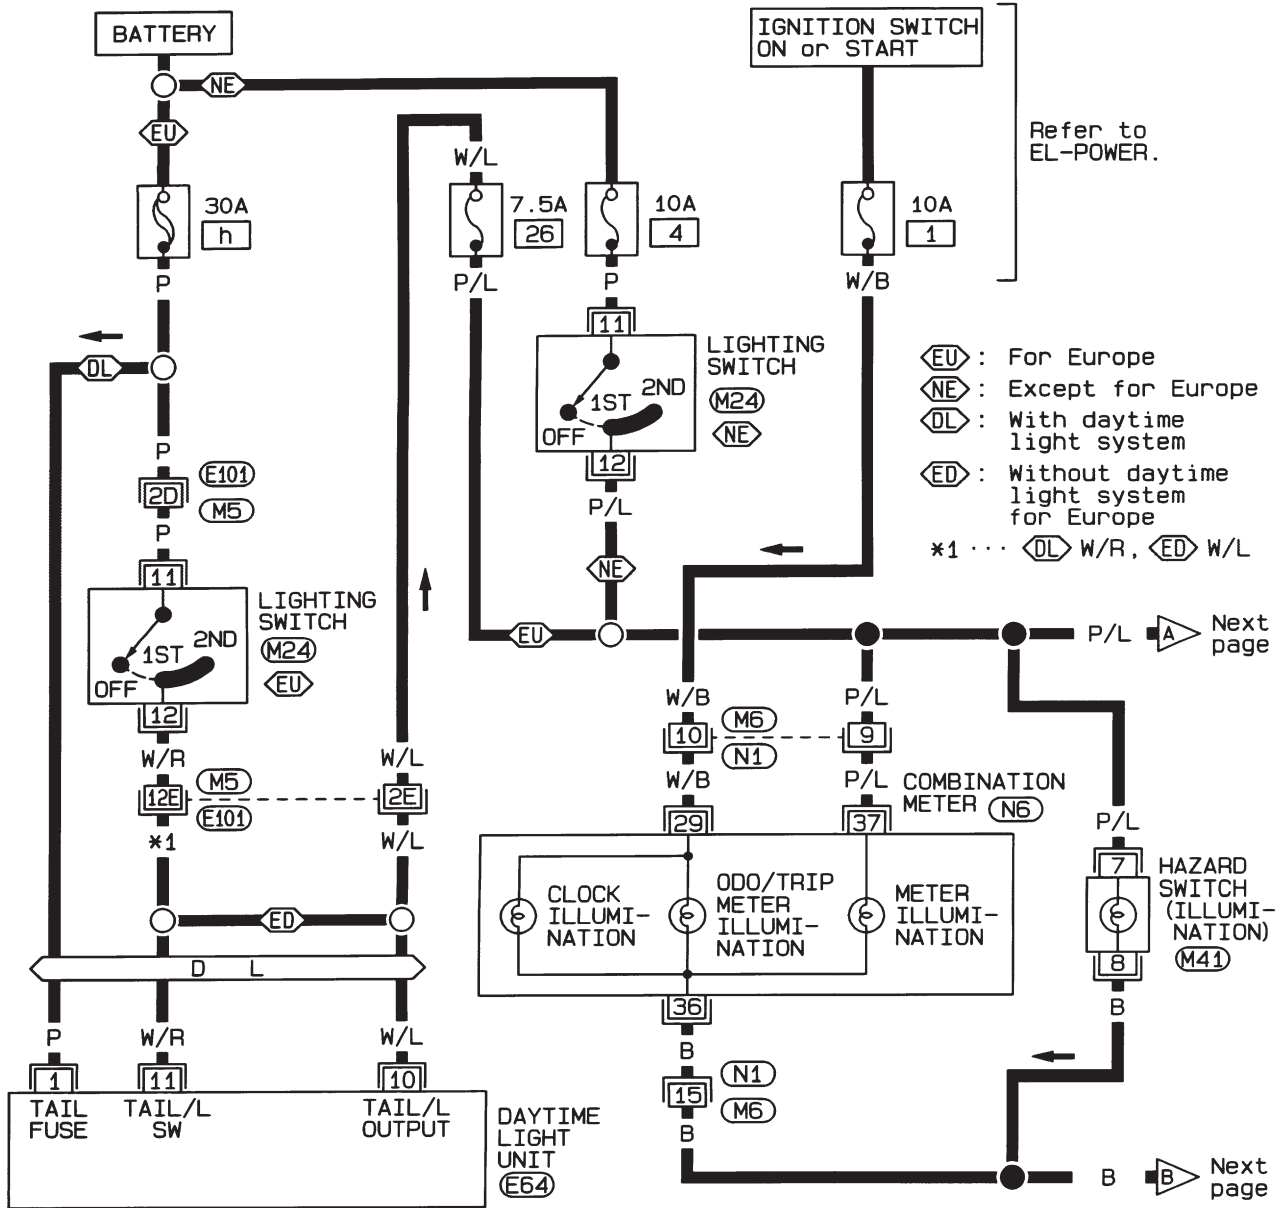 BATTERY
IGNITION SWITCH
ON or START
NE
EU
Refer to
EL-POWER.
W/L
30A
h
7.5A
26
10A
4
10A
1
P
P/L
P
W/B
11
LIGHTING
SWITCH
M24
NE
1ST
2ND
OFF
12
P/L
NE
EU : For Europe
NE : Except for Europe
DL : With daytime
light system
ED : Without daytime
light system
for Europe
*1 ··· DL W/R, ED W/L
DL
P
E101
2D
M5
P
11
LIGHTING
SWITCH
M24
EU
1ST
2ND
OFF
12
W/R
M5
12E
E101
*1
W/L
2E
W/L
ED
D L
EU
P/L
A
Next
page
W/B
P/L
10
M6
N1
9
W/B
P/L
COMBINATION
METER N6
29
37
CLOCK
ILLUMI-
NATION
ODO/TRIP
METER
ILLUMI-
NATION
METER
ILLUMI-
NATION
36
P/L
7
HAZARD
SWITCH
(ILLUMI-
NATION)
M41
8
B
P
W/R
W/L
1
11
10
TAIL
FUSE
TAIL/L
SW
TAIL/L
OUTPUT
DAYTIME
LIGHT
UNIT
E64
B
N1
15
M6
B
B
B
Next
page